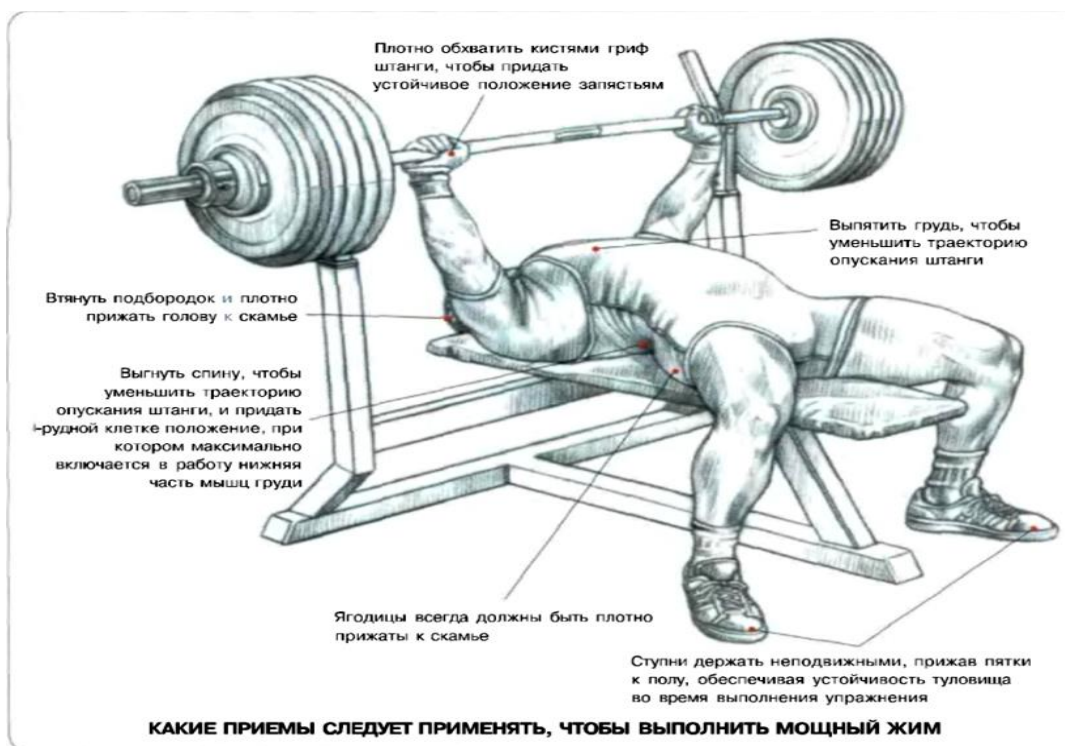 Плотно обхватить кистями гриф
штанги, чтобы придать
устойчивое положение запястьям
Выпятить грудь, чтобы
уменьшить траекторию
опускания штанги
Втянуть подбородок и плотно
прижать голову к скамье
Выгнуть спину, чтобы
уменьшить траекторию
опускания штанги, и придать
грудной клетке положение, при
котором максимально
включается в работу нижняя
часть мышц груди
Ягодицы всегда должны быть плотно
прижаты к скамье
Ступни держать неподвижными, прижав пятки
к полу, обеспечивая устойчивость туловища
во время выполнения упражнения
КАКИЕ ПРИЕМЫ СЛЕДУЕТ ПРИМЕНЯТЬ, ЧТОБЫ ВЫПОЛНИТЬ МОЩНЫЙ ЖИМ